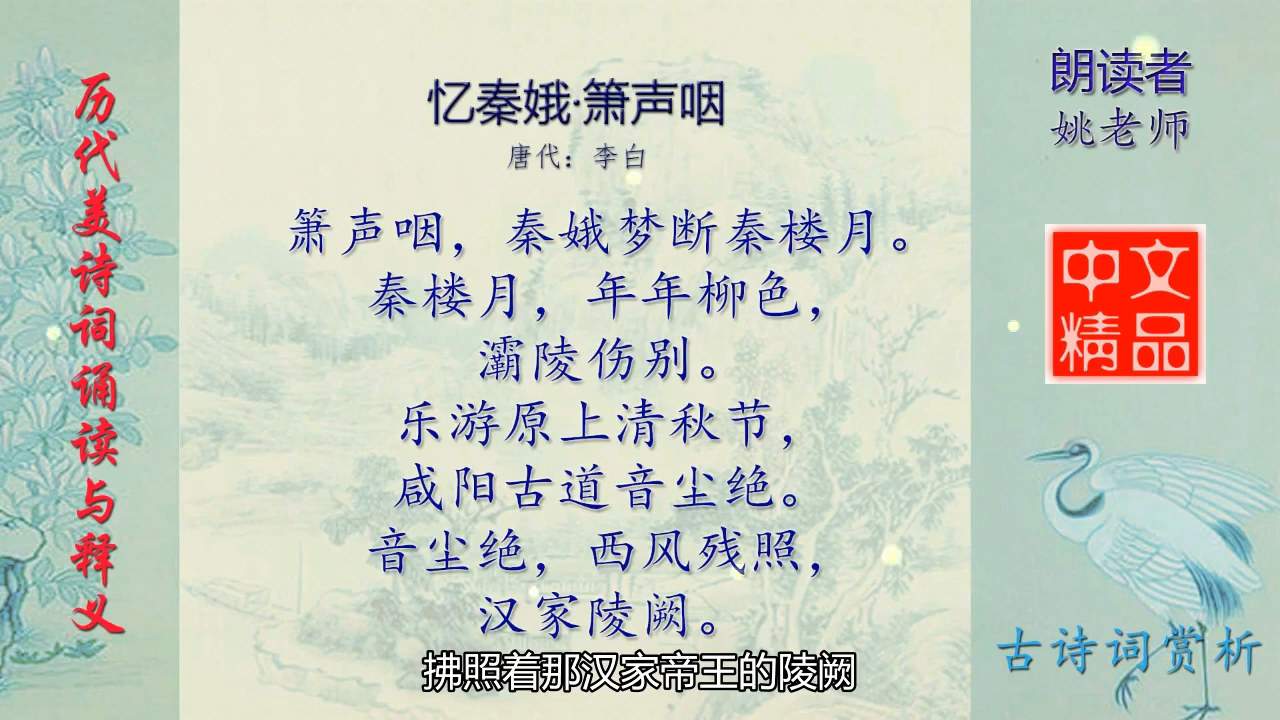 历代美诗词诵读与释义
忆秦娥·箫声咽
唐代：李白
箫声咽，秦娥梦断秦楼月。
秦楼月，年年柳色，
灞陵伤别。
乐游原上清秋节，
咸阳古道音尘绝。
音尘绝，西风残照，
汉家陵阙。
拂照着那汉家帝王的陵阙
朗读者
姚老师
中文
精品
古诗词赏析